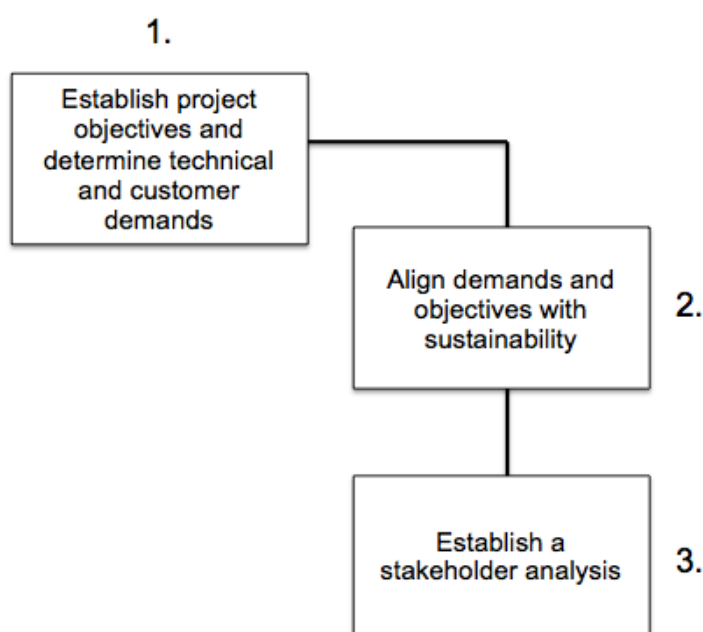 1.
Establish project
objectives and
determine technical
and customer
demands
Align demands and
objectives with
sustainability
2.
Establish a
stakeholder analysis
3.